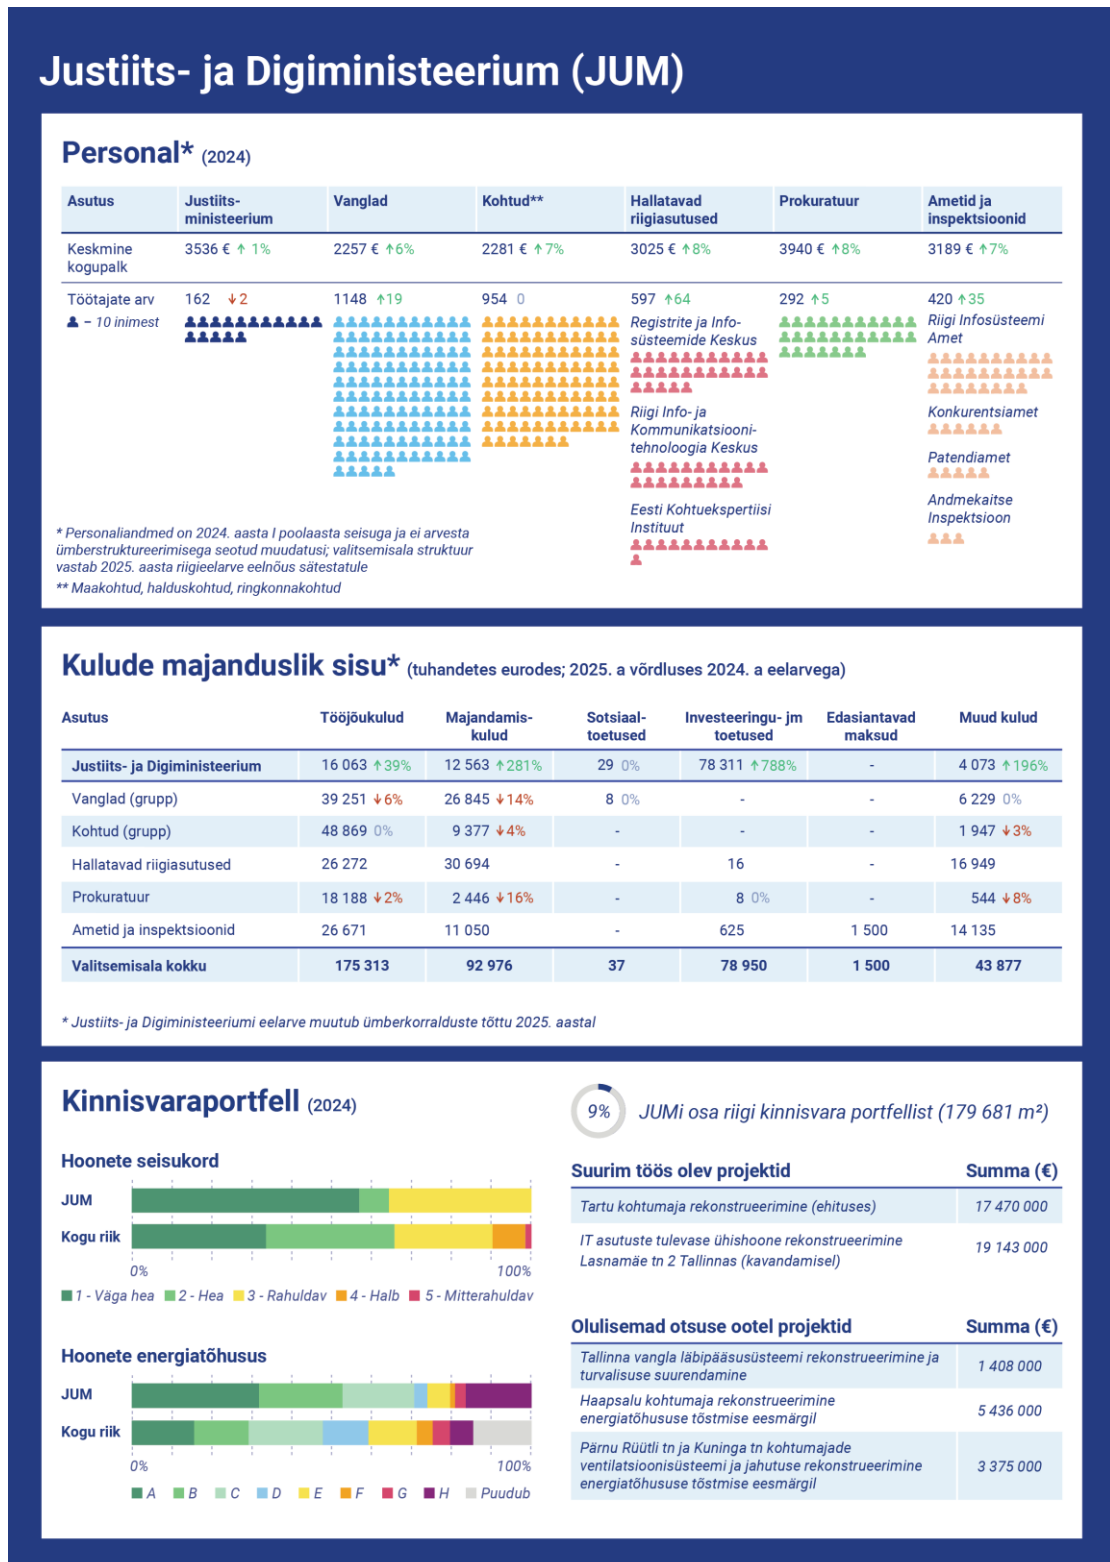 Justiits- ja Digiministeerium (JUM)
Personal* (2024)
Asutus
Justiits-
ministeerium
Vanglad
Kohtud**
Hallatavad
riigiasutused
Prokuratuur
Ametid ja
inspektsioonid
Keskmine
kogupalk
3536 € ↑ 1%
2257 € ↑6%
2281 € ↑7%
3025 € ↑8%
3940 € ↑8%
3189 € ↑7%
Töötajate arv
162 ↓2
1148 ↑19
954 0
597 ↑64
292 ↑5
420 ↑35
– 10 inimest
Registrite ja Info-
süsteemide Keskus
Riigi Info- ja
Kommunikatsiooni-
tehnoloogia Keskus
Eesti Kohtuekspertiisi
Instituut
Riigi Infosüsteemi
Amet
Konkurentsiamet
Patendiamet
Andmekaitse
Inspektsioon
* Personaliandmed on 2024. aasta I poolaasta seisuga ja ei arvesta
ümberstruktureerimisega seotud muudatusi; valitsemisala struktuur
vastab 2025. aasta riigieelarve eelnõus sätestatule
** Maakohtud, halduskohtud, ringkonnakohtud
Kulude majanduslik sisu* (tuhandetes eurodes; 2025. a võrdluses 2024. a eelarvega)
Asutus
Tööjõukulud
Majandamis-
kulud
Sotsiaal-
toetused
Investeeringu- jm
toetused
Edasiantavad
maksud
Muud kulud
Justiits- ja Digiministeerium 16 063 ↑39% 12 563 ↑281% 29 0% 78 311 ↑788% - 4 073 ↑196%
Vanglad (grupp) 39 251 ↓6% 26 845 ↓14% 8 0% - - 6 229 0%
Kohtud (grupp) 48 869 0% 9 377 ↓4% - - - 1 947 ↓3%
Hallatavad riigiasutused 26 272 30 694 - 16 - 16 949
Prokuratuur 18 188 ↓2% 2 446 ↓16% - 8 0% - 544 ↓8%
Ametid ja inspektsioonid 26 671 11 050 - 625 1 500 14 135
Valitsemisala kokku 175 313 92 976 37 78 950 1 500 43 877
* Justiits- ja Digiministeeriumi eelarve muutub ümberkorralduste tõttu 2025. aastal
Kinnisvaraportfell (2024)
Hoonete seisukord
JUM
Kogu riik
0% 100%
1 - Väga hea 2 - Hea 3 - Rahuldav 4 - Halb 5 - Mitterahuldav
Hoonete energiatõhusus
JUM
Kogu riik
0% 100%
A B C D E F G H Puudub
9% JUMi osa riigi kinnisvara portfellist (179 681 m²)
Suurim töös olev projektid Summa (€)
Tartu kohtumaja rekonstrueerimine (ehituses) 17 470 000
IT asutuste tulevase ühishoone rekonstrueerimine
Lasnamäe tn 2 Tallinnas (kavandamisel)
19 143 000
Olulisemad otsuse ootel projektid Summa (€)
Tallinna vangla läbipääsusüsteemi rekonstrueerimine ja
turvalisuse suurendamine
1 408 000
Haapsalu kohtumaja rekonstrueerimine
energiatõhususe tõstmise eesmärgil
5 436 000
Pärnu Rüütli tn ja Kuninga tn kohtumajade
ventilatsioonisüsteemi ja jahutuse rekonstrueerimine
energiatõhususe tõstmise eesmärgil
3 375 000